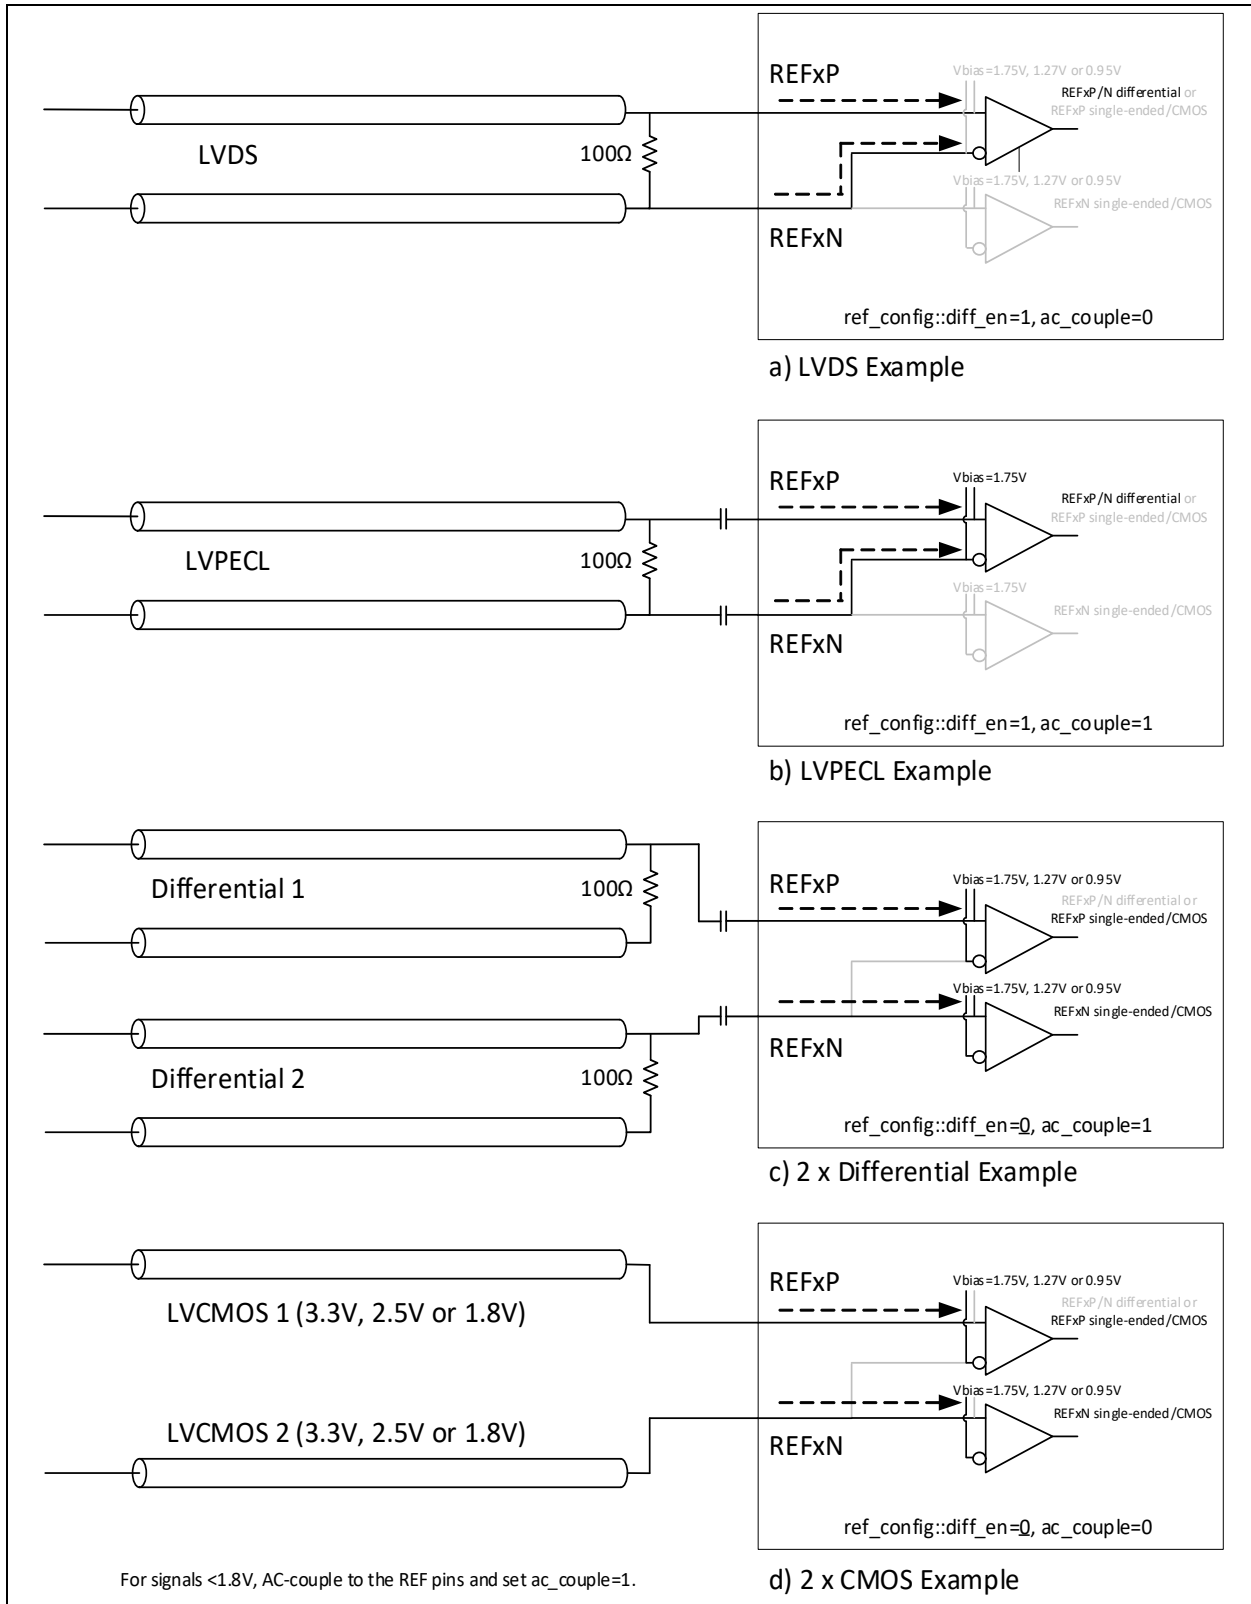 REFxP
Vbias=1.75V, 1.27V or 0.95V
REFxP/N differential or
REFxP single-ended/CMOS
LVDS
100Ω
Vbias=1.75V, 1.27V or 0.95V
REFxN single-ended/CMOS
REFxN
ref_config::diff_en=1, ac_couple=0
a) LVDS Example
REFxP
Vbias=1.75V
REFxP/N differential or
REFxP single-ended/CMOS
LVPECL
100Ω
Vbias=1.75V
REFxN single-ended/CMOS
REFxN
ref_config::diff_en=1, ac_couple=1
b) LVPECL Example
Differential 1
100Ω
REFxP
Vbias=1.75V, 1.27V or 0.95V
REFxP/N differential or
REFxP single-ended/CMOS
Vbias=1.75V, 1.27V or 0.95V
REFxN single-ended/CMOS
REFxN
Differential 2
100Ω
ref_config::diff_en=0, ac_couple=1
c) 2 x Differential Example
REFxP
Vbias=1.75V, 1.27V or 0.95V
REFxP/N differential or
REFxP single-ended/CMOS
LVCMOS 1 (3.3V, 2.5V or 1.8V)
Vbias=1.75V, 1.27V or 0.95V
REFxN single-ended/CMOS
LVCMOS 2 (3.3V, 2.5V or 1.8V)
REFxN
ref_config::diff_en=0, ac_couple=0
For signals <1.8V, AC-couple to the REF pins and set ac_couple=1.
d) 2 x CMOS Example